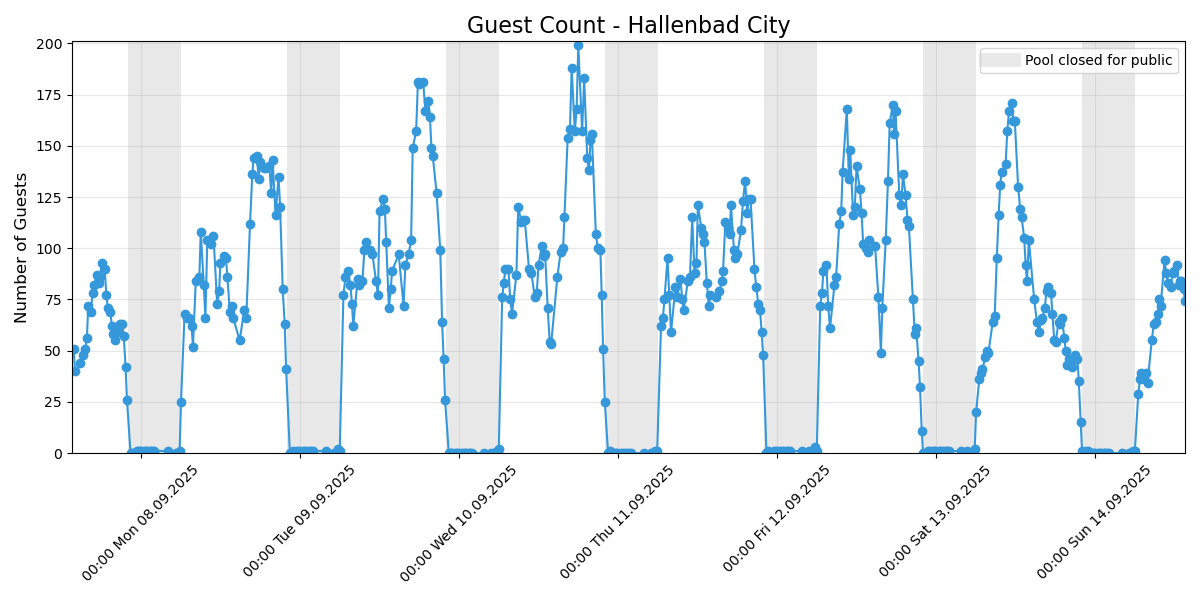 Guest Count - Hallenbad City
Number of Guests
200
175
150
125
100
75
50
25
0
Pool closed for public
00:00 Mon 08.09.2025
00:00 Tue 09.09.2025
00:00 Wed 10.09.2025
00:00 Thu 11.09.2025
00:00 Fri 12.09.2025
00:00 Sat 13.09.2025
00:00 Sun 14.09.2025